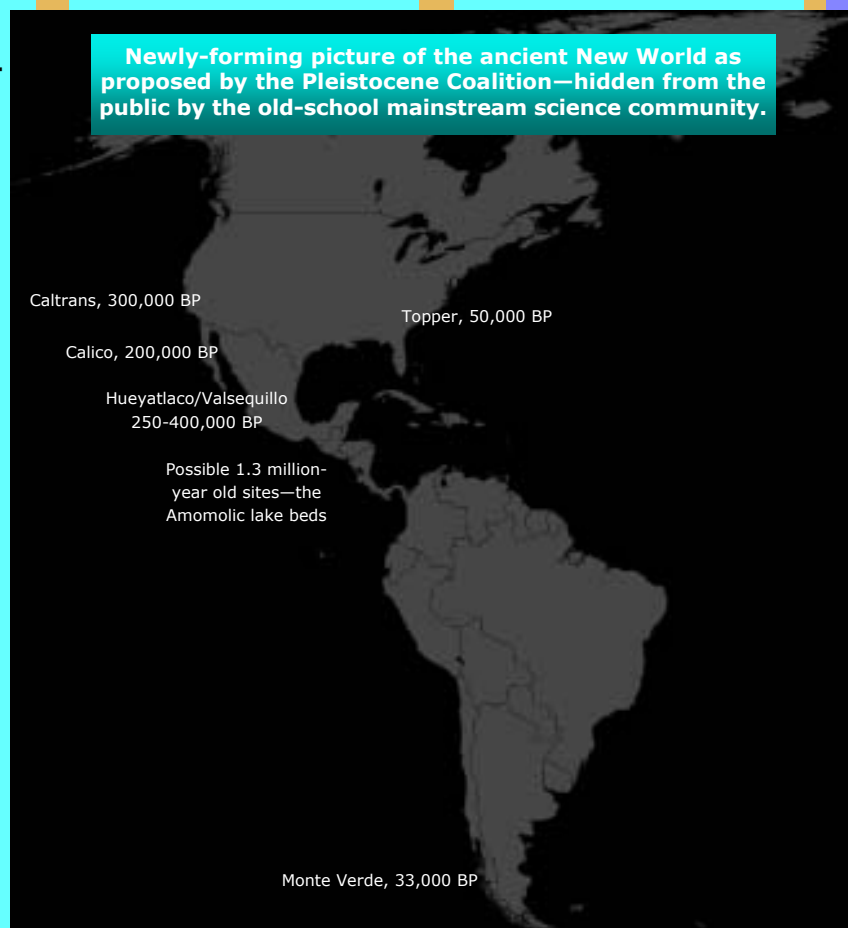 Newly-forming picture of the ancient New World as
proposed by the Pleistocene Coalition—hidden from the
public by the old-school mainstream science community.
Caltrans, 300,000 BP
Topper, 50,000 BP
Calico, 200,000 BP
Hueyatlaco/Valsequillo
250-400,000 BP
Possible 1.3 million-
year old sites—the
Amomolic lake beds
Monte Verde, 33,000 BP